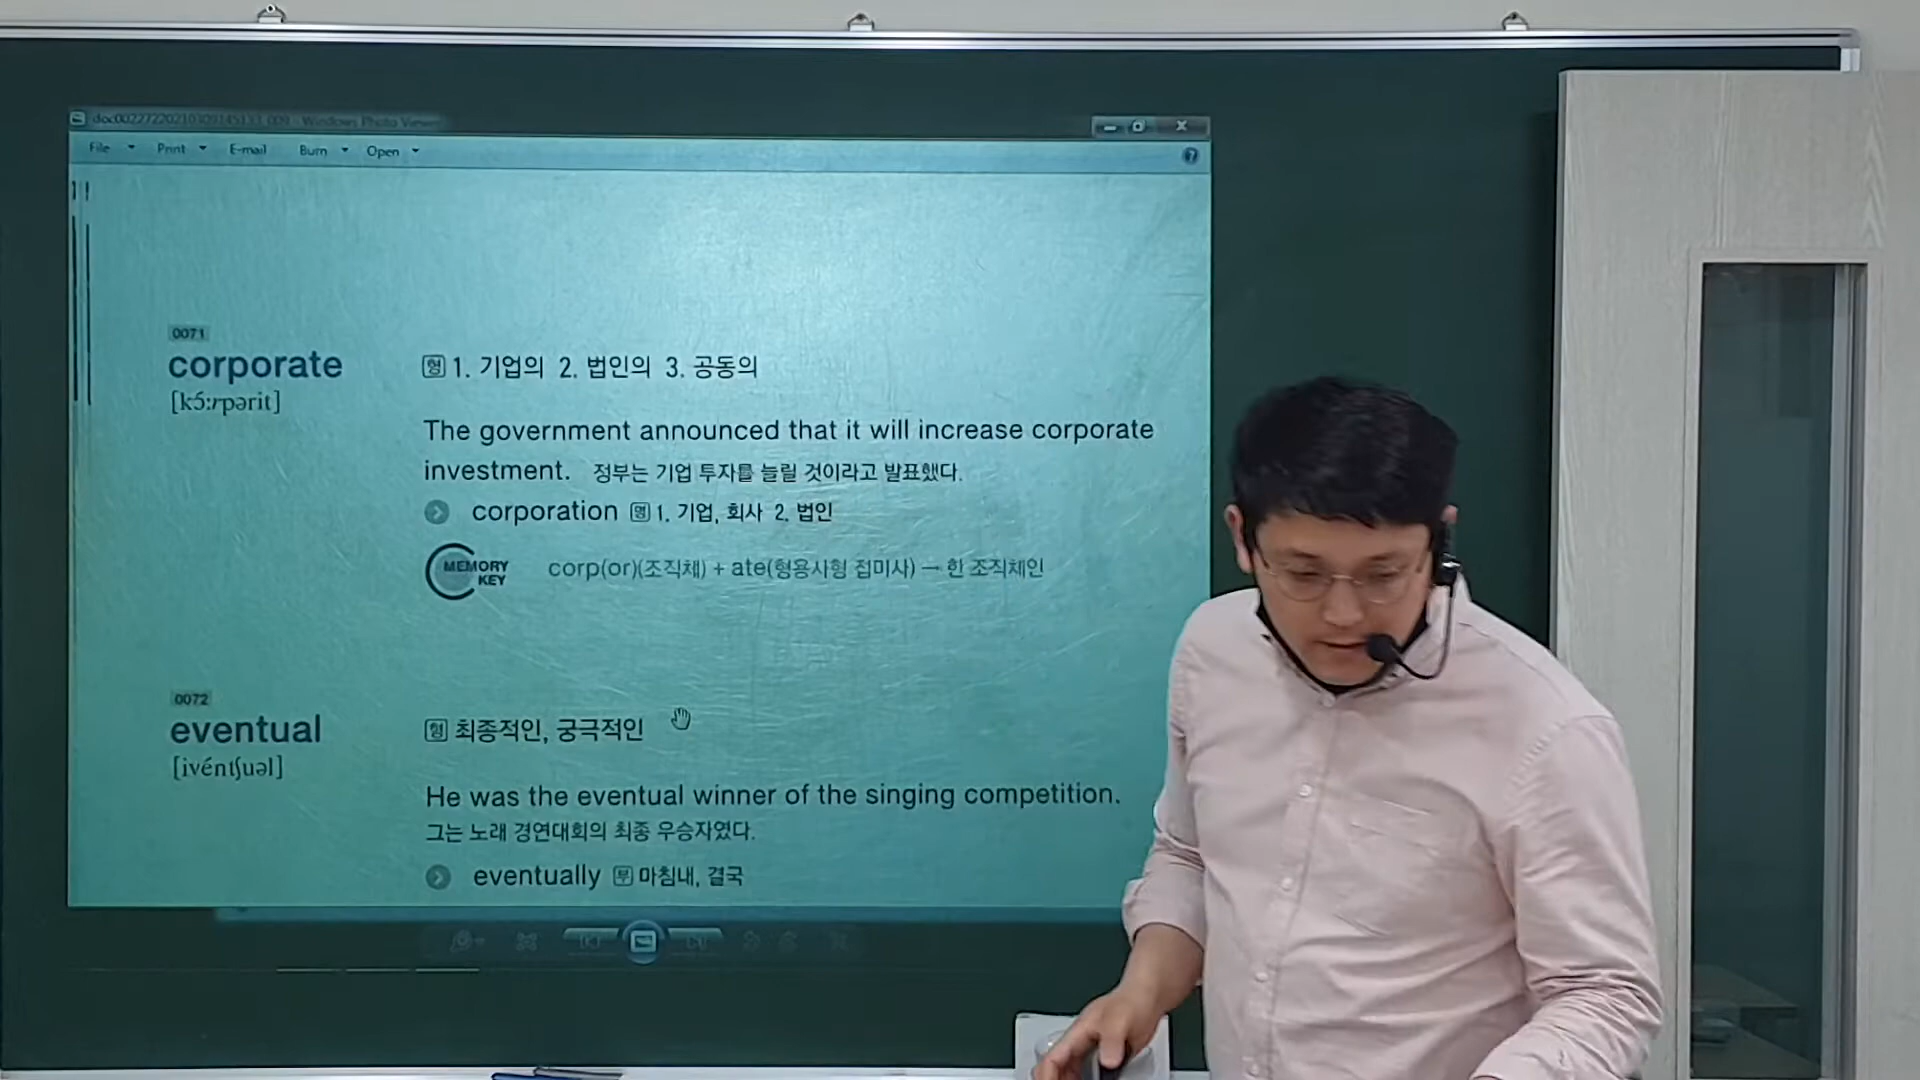 Windows Photo Viewer
File Print E-mail Burn Open
0071
corporate
[kɔ́ːrpərit]
형 1. 기업의 2. 법인의 3. 공동의
The government announced that it will increase corporate
investment. 정부는 기업 투자를 늘릴 것이라고 발표했다.
corporation 명 1. 기업, 회사 2. 법인
MEMORY
KEY
corp(or)(조직체) + ate(형용사형 접미사) → 한 조직체인
0072
eventual
[ivéntʃuəl]
형 최종적인, 궁극적인
He was the eventual winner of the singing competition.
그는 노래 경연대회의 최종 우승자였다.
eventually 부 마침내, 결국